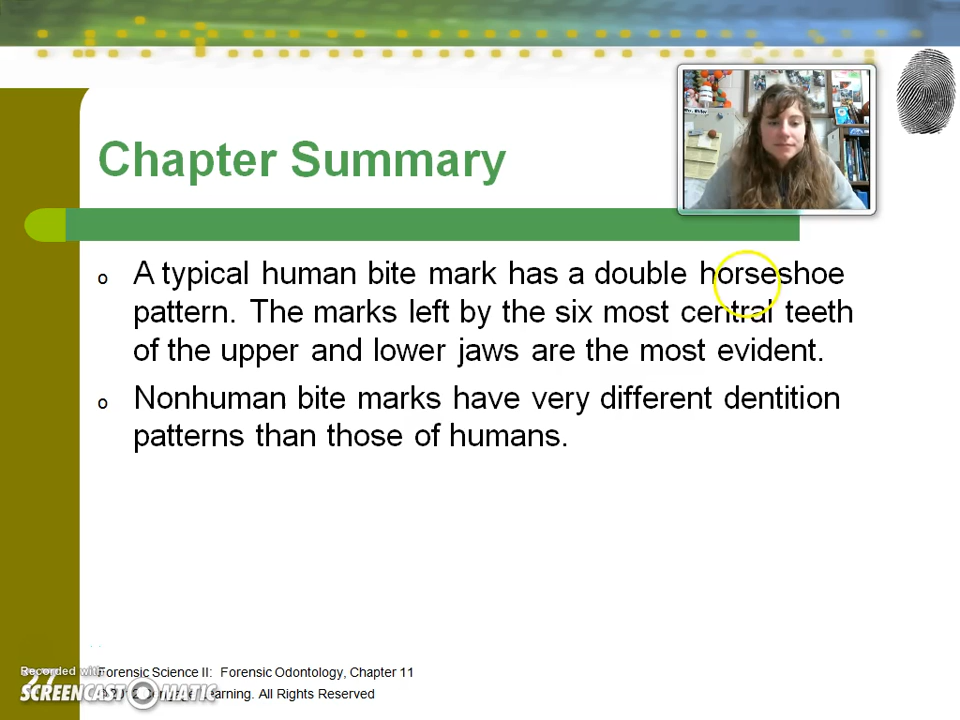 Chapter Summary
o A typical human bite mark has a double horseshoe
pattern. The marks left by the six most central teeth
of the upper and lower jaws are the most evident.
o Nonhuman bite marks have very different dentition
patterns than those of humans.
Recorded with
Forensic Science II: Forensic Odontology, Chapter 11
27
SCREENCAST-O-MATIC
Learning. All Rights Reserved